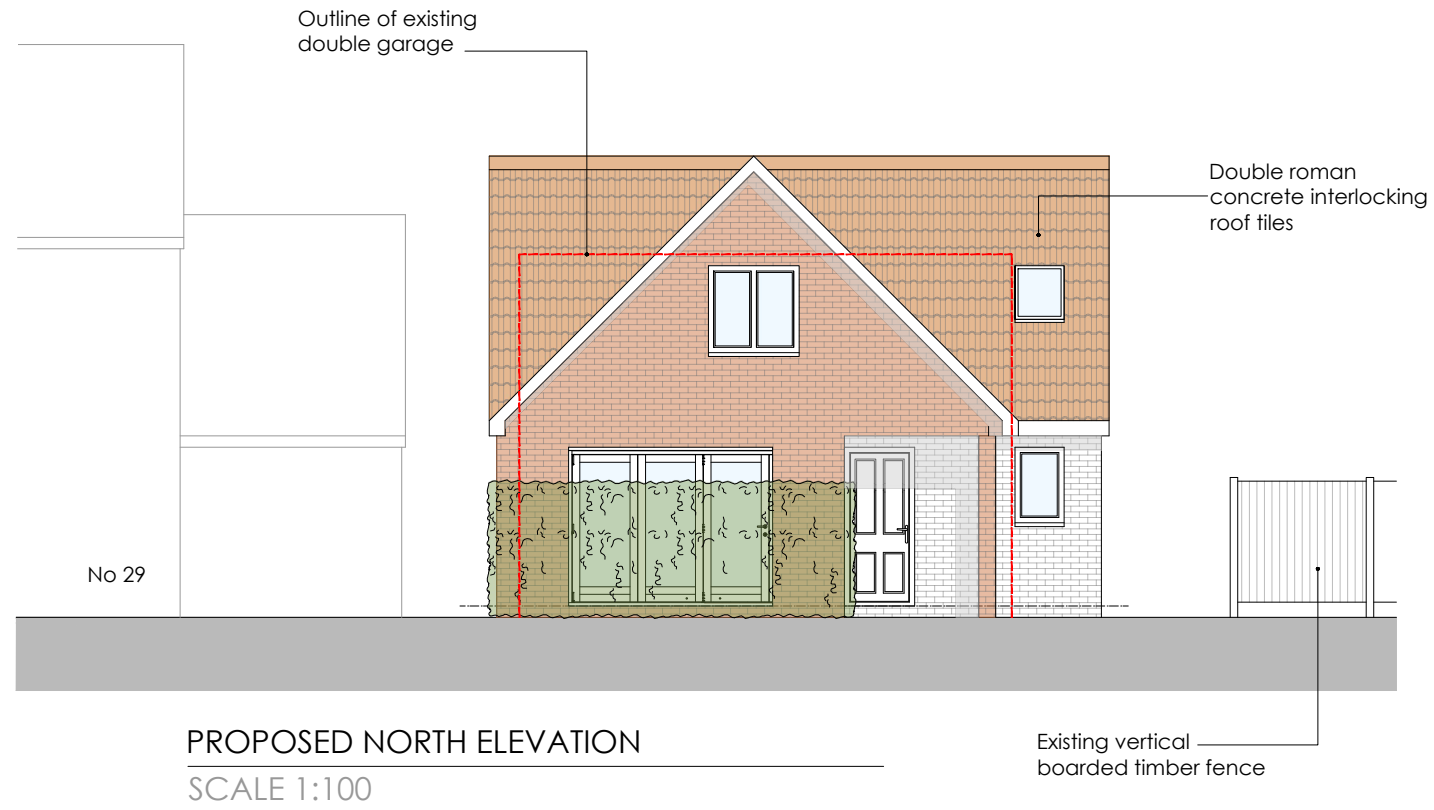 Outline of existing
double garage
Double roman
concrete interlocking
roof tiles
No 29
PROPOSED NORTH ELEVATION
SCALE 1:100
Existing vertical
boarded timber fence